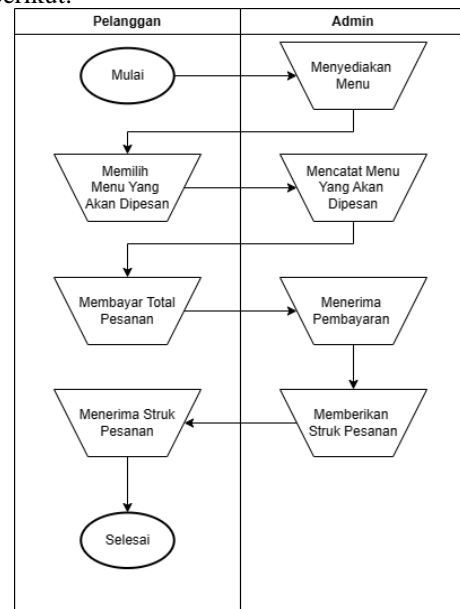 berikut:
Pelanggan
Admin
Mulai
Menyediakan
Menu
Memilih
Menu Yang
Akan Dipesan
Mencatat Menu
Yang Akan
Dipesan
Membayar Total
Pesanan
Menerima
Pembayaran
Menerima Struk
Pesanan
Memberikan
Struk Pesanan
Selesai